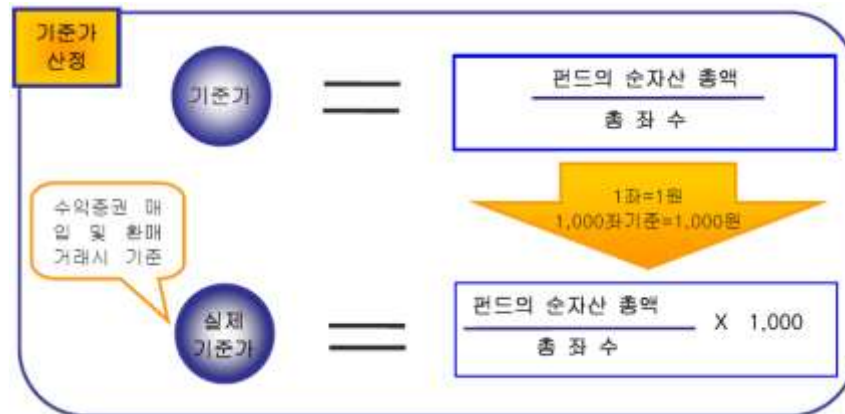 기준가
산정
기준가
펀드의 순자산 총액
총 좌 수
1좌=1원
1,000좌기준=1,000원
수익증권 매
입 및 환매
거래시 기준
실제
기준가
펀드의 순자산 총액
총 좌 수
X 1,000